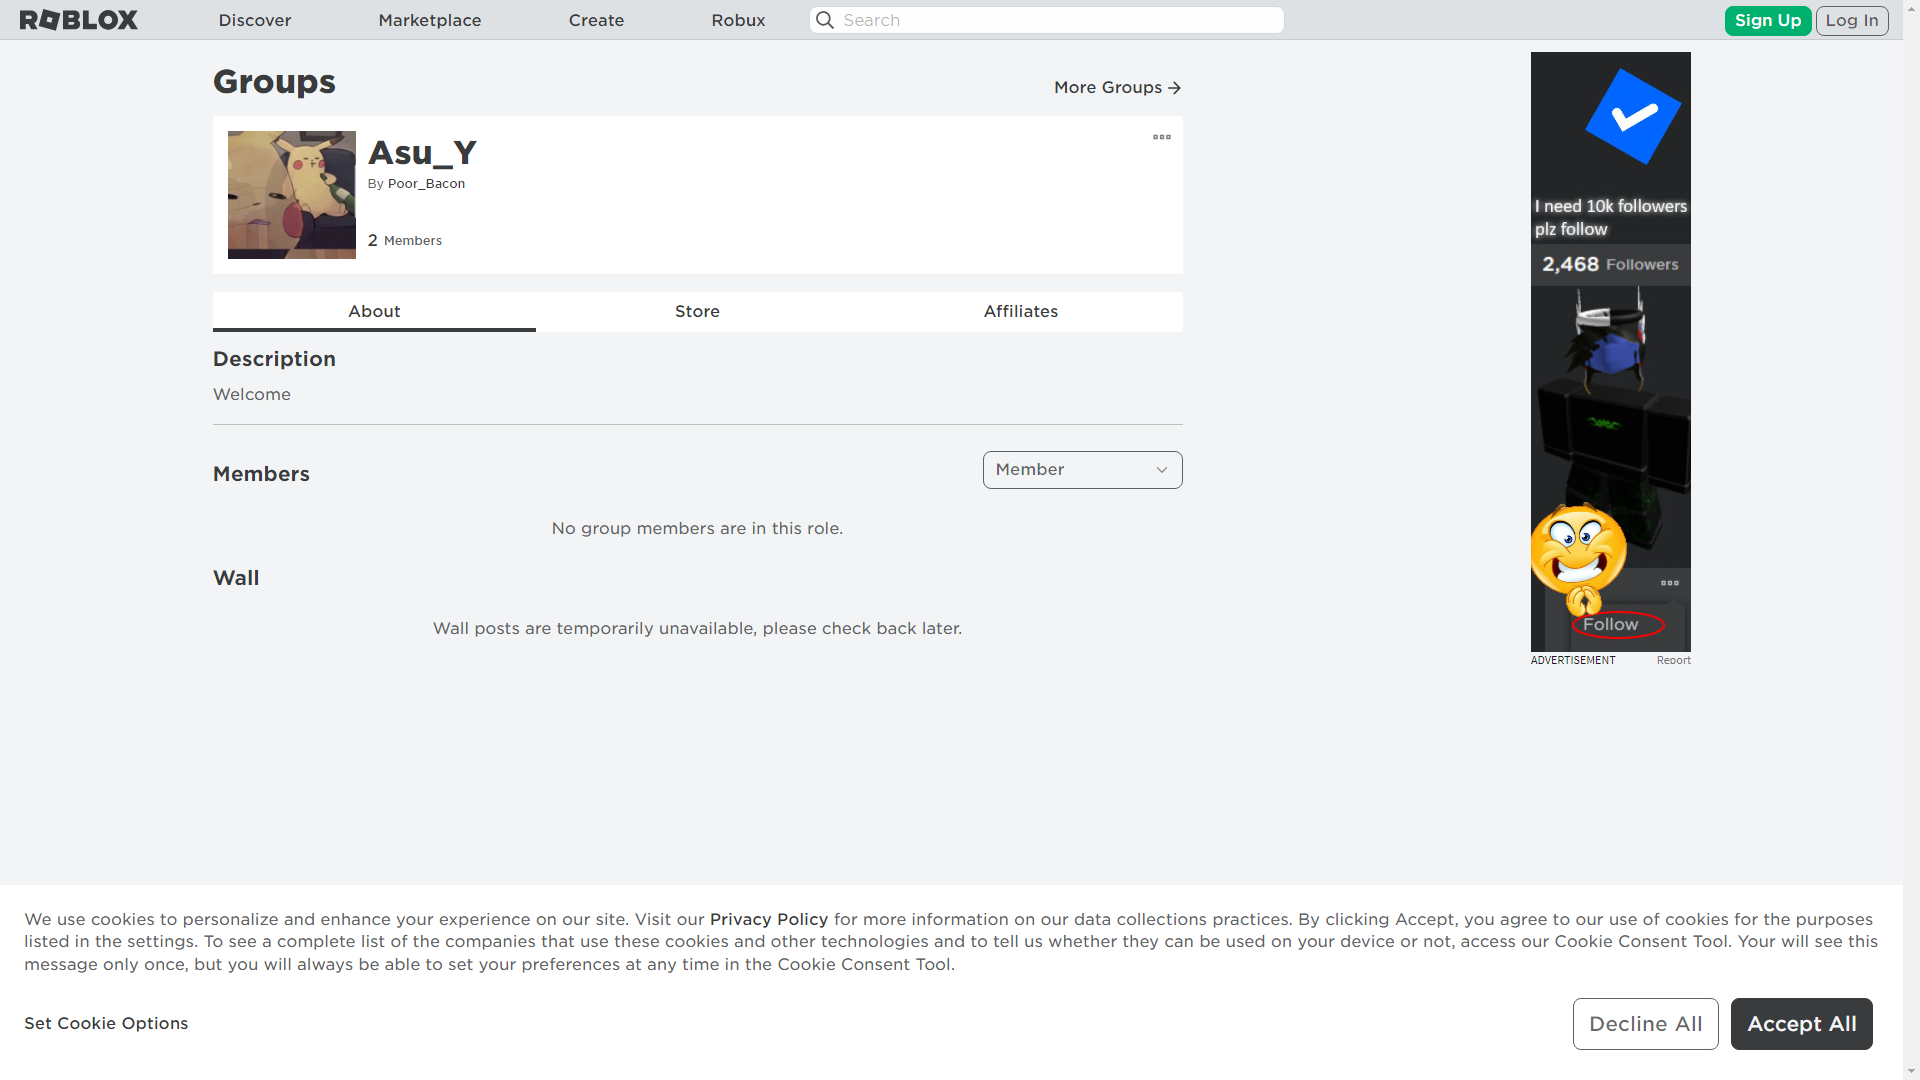 ROBLOX
Discover
Marketplace
Create
Robux
Search
Sign Up
Log In
Groups
More Groups
Asu_Y
By Poor_Bacon
2 Members
About
Store
Affiliates
Description
Welcome
Members
Member
No group members are in this role.
Wall
Wall posts are temporarily unavailable, please check back later.
I need 10k followers
plz follow
2,468 Followers
Follow
ADVERTISEMENT
Report
We use cookies to personalize and enhance your experience on our site. Visit our Privacy Policy for more information on our data collections practices. By clicking Accept, you agree to our use of cookies for the purposes
listed in the settings. To see a complete list of the companies that use these cookies and other technologies and to tell us whether they can be used on your device or not, access our Cookie Consent Tool. Your will see this
message only once, but you will always be able to set your preferences at any time in the Cookie Consent Tool.
Set Cookie Options
Decline All
Accept All